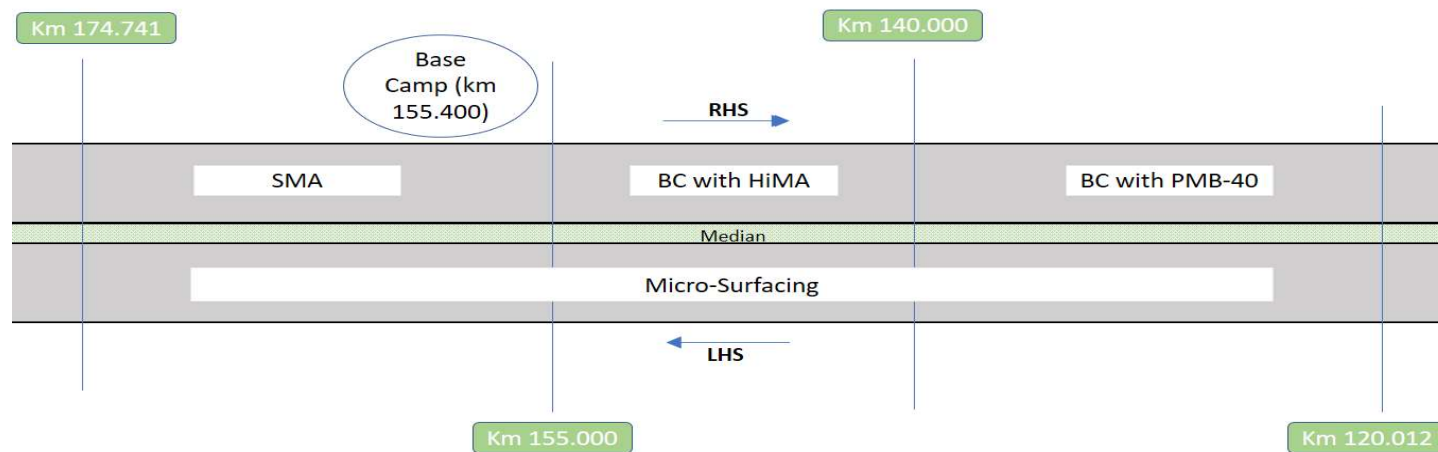 Km 174.741
Km 140.000
Base
Camp (km
155.400)
RHS
SMA
BC with HiMA
BC with PMB-40
Median
Micro-Surfacing
LHS
Km 155.000
Km 120.012